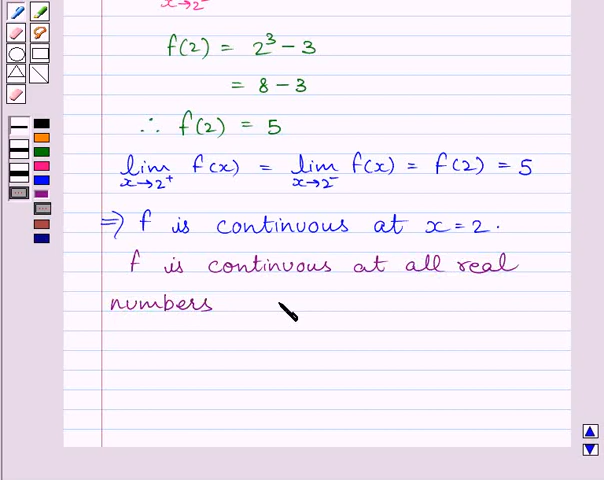 x→2⁻
f(2) = 2³ − 3
= 8 − 3
∴ f(2) = 5
lim x→2⁺ f(x) = lim x→2⁻ f(x) = f(2) = 5
⇒ f is continuous at x = 2.
f is continuous at all real
numbers